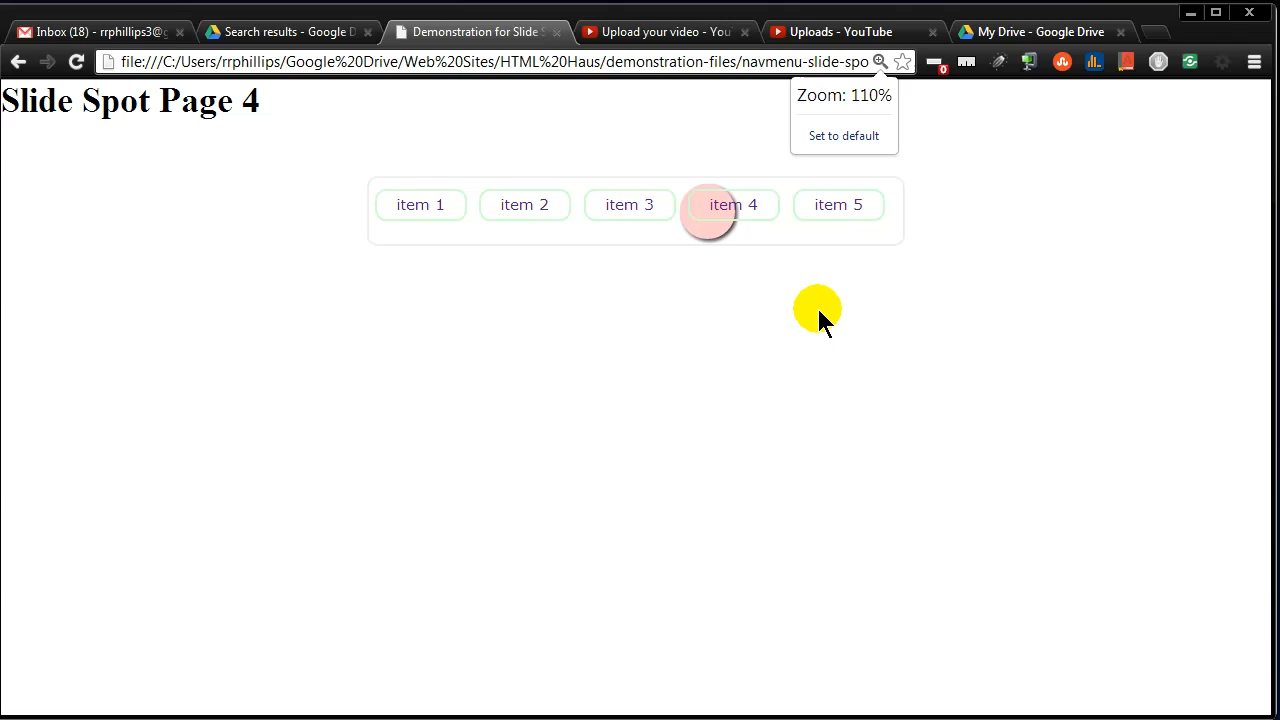 Inbox (18) - rrphillips3@g
Search results - Google D
Demonstration for Slide S
Upload your video - You
Uploads - YouTube
My Drive - Google Drive
file:///C:/Users/rrphillips/Google%20Drive/Web%20Sites/HTML%20Haus/demonstration-files/navmenu-slide-spo
0
Zoom: 110%
Set to default
Slide Spot Page 4
item 1 item 2 item 3 item 4 item 5